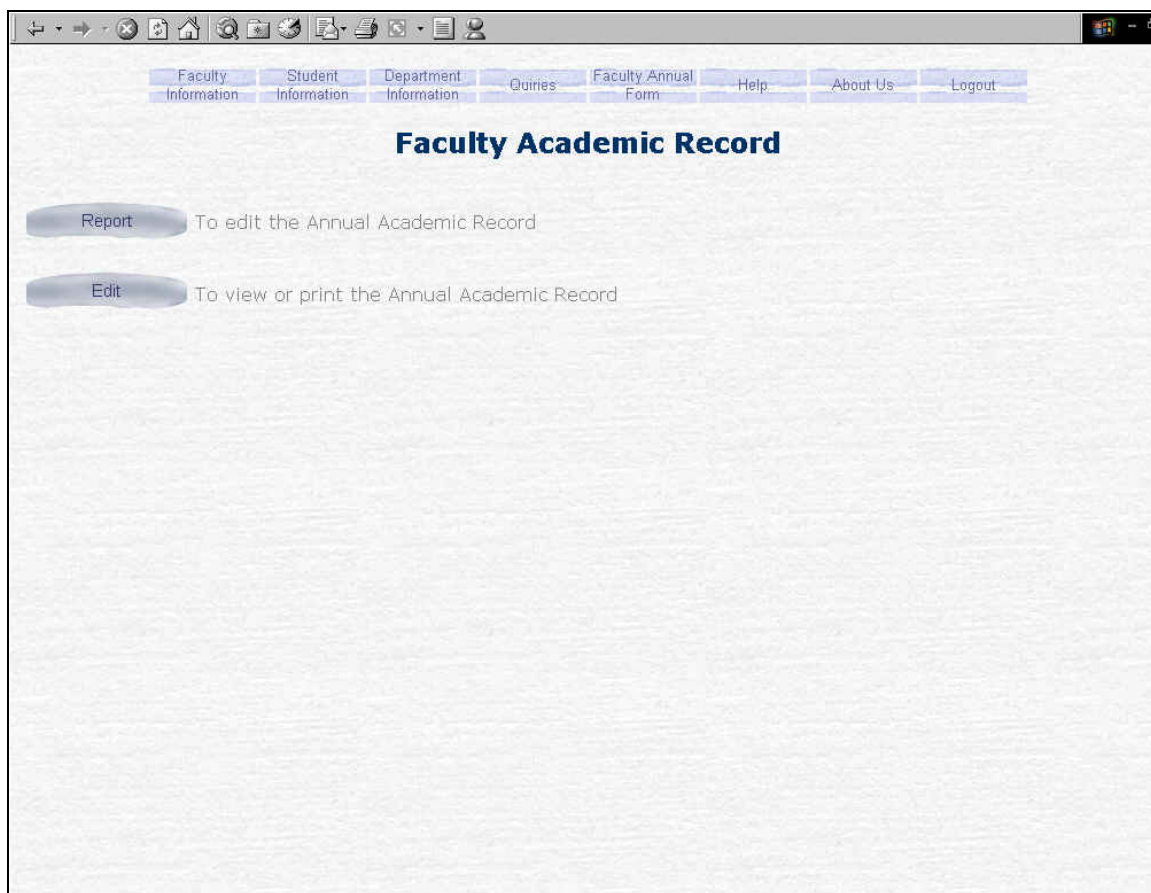 Faculty Information
Student Information
Department Information
Quiries
Faculty Annual Form
Help
About Us
Logout
Faculty Academic Record
Report To edit the Annual Academic Record
Edit To view or print the Annual Academic Record